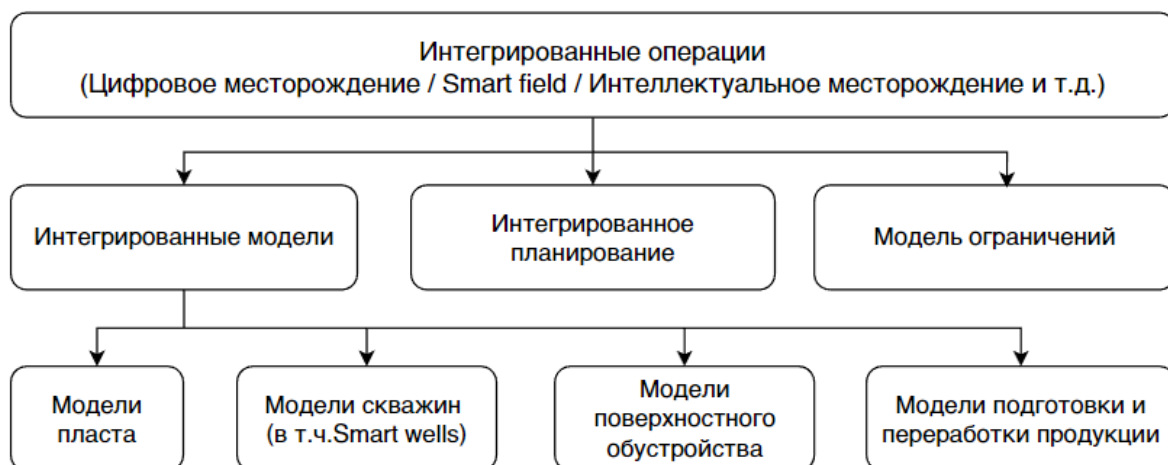 Интегрированные операции
(Цифровое месторождение / Smart field / Интеллектуальное месторождение и т.д.)
Интегрированные модели
Интегрированное
планирование
Модель ограничений
Модели
пласта
Модели скважин
(в т.ч.Smart wells)
Модели
поверхностного
обустройства
Модели подготовки и
переработки продукции